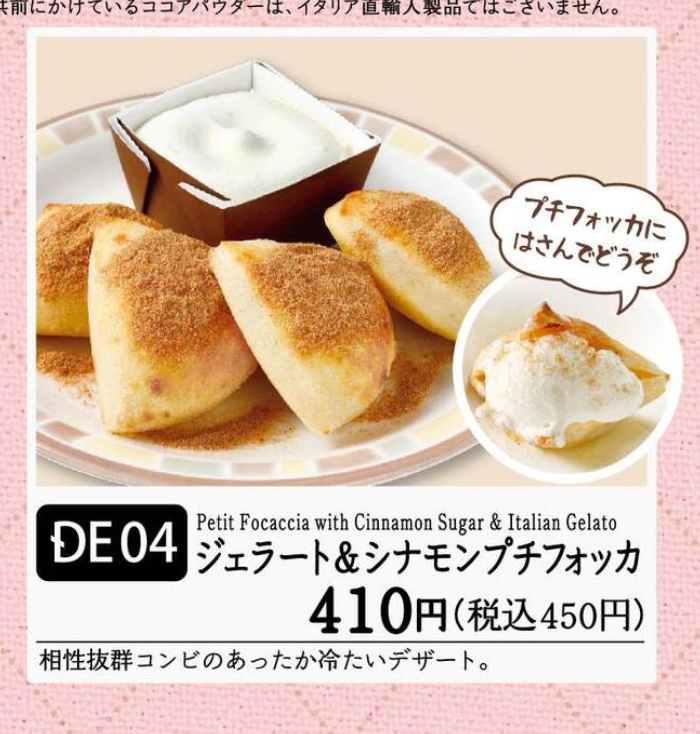 供前にかけているココアパウダーは、イタリア直輸入製品ではございません。
プチフォッカに
はさんでどうぞ
DE04
Petit Focaccia with Cinnamon Sugar & Italian Gelato
ジェラート&シナモンプチフォッカ
410円(税込450円)
相性抜群コンビのあったか冷たいデザート。